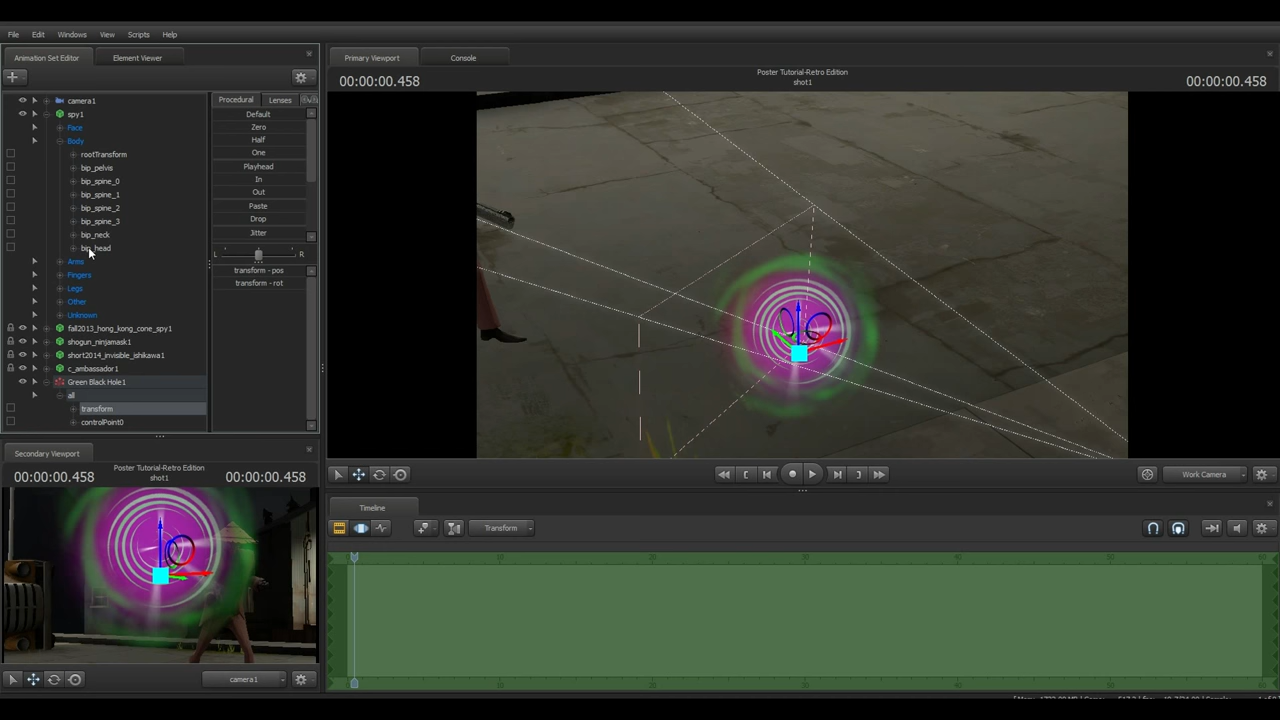 File Edit Windows View Scripts Help
Animation Set Editor
Element Viewer
Primary Viewport
Console
00:00:00.458
Poster Tutorial-Retro Edition
shot1
00:00:00.458
camera1
spy1
Face
Body
rootTransform
bip_pelvis
bip_spine_0
bip_spine_1
bip_spine_2
bip_spine_3
bip_neck
bip_head
Arms
Fingers
Legs
Other
Unknown
fall2013_hong_kong_cone_spy1
shogun_ninjamask1
short2014_invisible_ishikawa1
c_ambassador1
Green Black Hole1
all
transform
controlPoint0
Procedural
Lenses
Default
Zero
Half
One
Playhead
In
Out
Paste
Drop
Jitter
L R
transform - pos
transform - rot
Secondary Viewport
00:00:00.458
Poster Tutorial-Retro Edition
shot1
00:00:00.458
camera1
Work Camera
Timeline
Transform